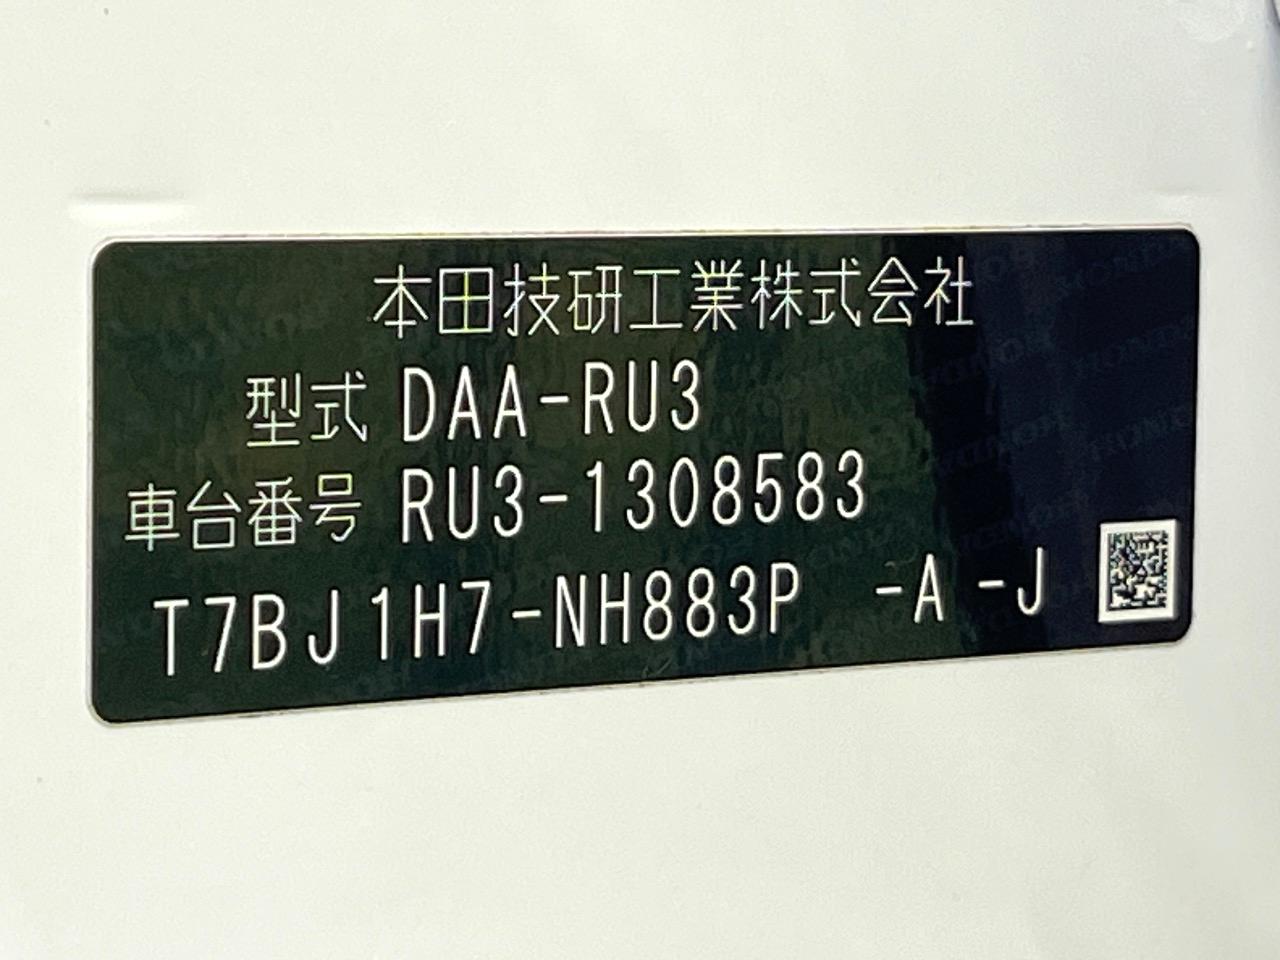 本田技研工業株式会社
型式 DAA-RU3
車台番号 RU3-1308583
T7BJ1H7-NH883P -A -J